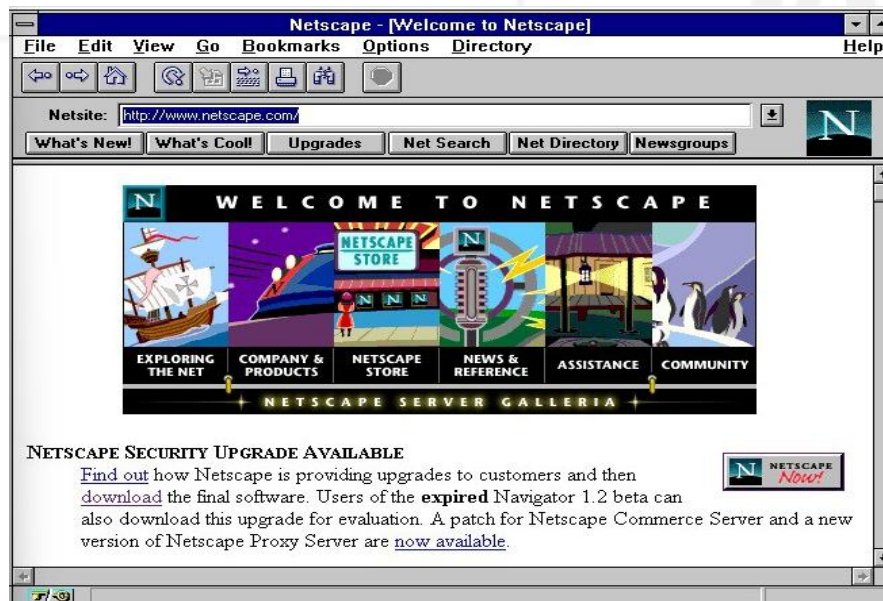 Netscape - [Welcome to Netscape]
File Edit View Go Bookmarks Options Directory Help
Netsite: http://www.netscape.com/
N
What's New! What's Cool! Upgrades Net Search Net Directory Newsgroups
N WELCOME TO NETSCAPE
NETSCAPE
STORE
N
N N N
EXPLORING
THE NET
COMPANY &
PRODUCTS
NETSCAPE
STORE
NEWS &
REFERENCE
ASSISTANCE
COMMUNITY
NETSCAPE SERVER GALLERIA
NETSCAPE SECURITY UPGRADE AVAILABLE
Find out how Netscape is providing upgrades to customers and then
download the final software. Users of the expired Navigator 1.2 beta can
also download this upgrade for evaluation. A patch for Netscape Commerce Server and a new
version of Netscape Proxy Server are now available.
N NETSCAPE
Now!